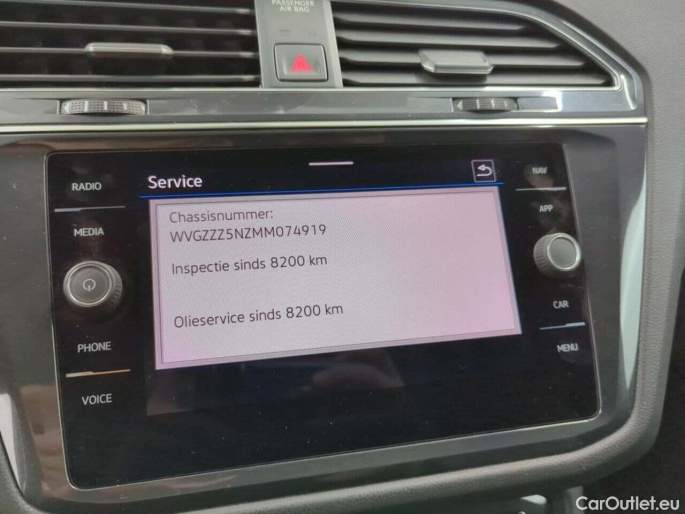 PASSENGER
AIR BAG
RADIO
MEDIA
PHONE
VOICE
Service
Chassisnummer:
WVGZZZ5NZMM074919
Inspectie sinds 8200 km
Olieservice sinds 8200 km
NAV
APP
CAR
MENU
CarOutlet.eu